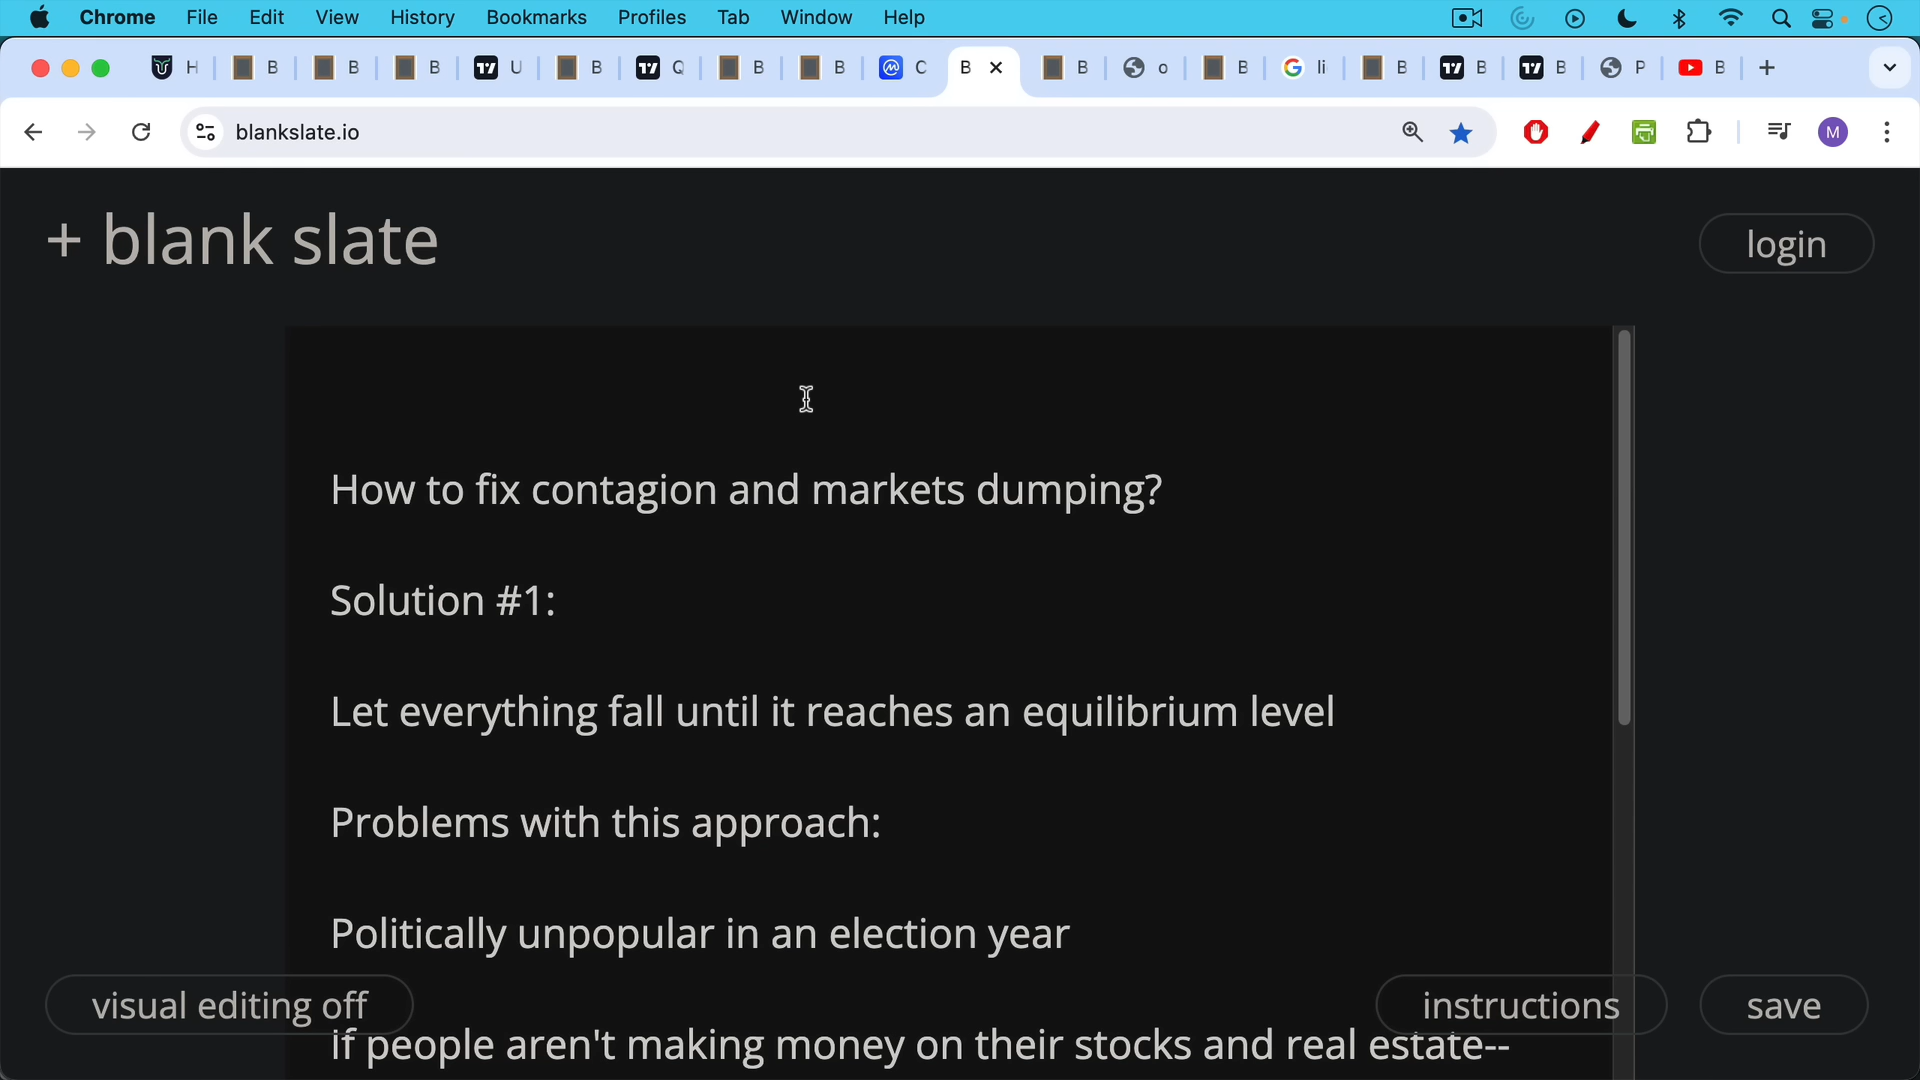 Chrome File Edit View History Bookmarks Profiles Tab Window Help
H B B B U B Q B B C B B o B li B B B P B
blankslate.io
M
+ blank slate
login
How to fix contagion and markets dumping?
Solution #1:
Let everything fall until it reaches an equilibrium level
Problems with this approach:
Politically unpopular in an election year
visual editing off
instructions
save
If people aren't making money on their stocks and real estate--